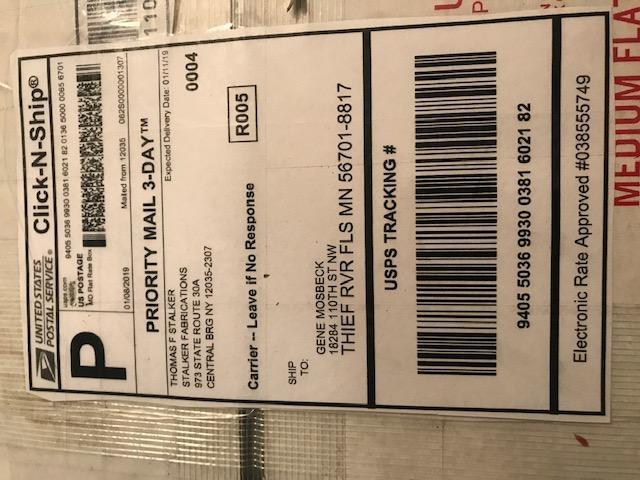 UNITED STATES
POSTAL SERVICE®
Click-N-Ship®
P
usps.com
US POSTAGE
9405 5036 9930 0381 6021 82 0136 5000 0085 6701
01/08/2019
Mailed from 12035
062S0000001307
PRIORITY MAIL 3-DAY™
THOMAS F STALKER
STALKER FABRICATIONS
973 STATE ROUTE 30A
CENTRAL BRG NY 12035-2307
Expected Delivery Date: 01/11/19
0004
Carrier -- Leave if No Response
R005
SHIP
TO:
GENE MOSBECK
18284 110TH ST NW
THIEF RVR FLS MN 56701-8817
USPS TRACKING #
9405 5036 9930 0381 6021 82
Electronic Rate Approved #038555749
MEDIUM FLA
110